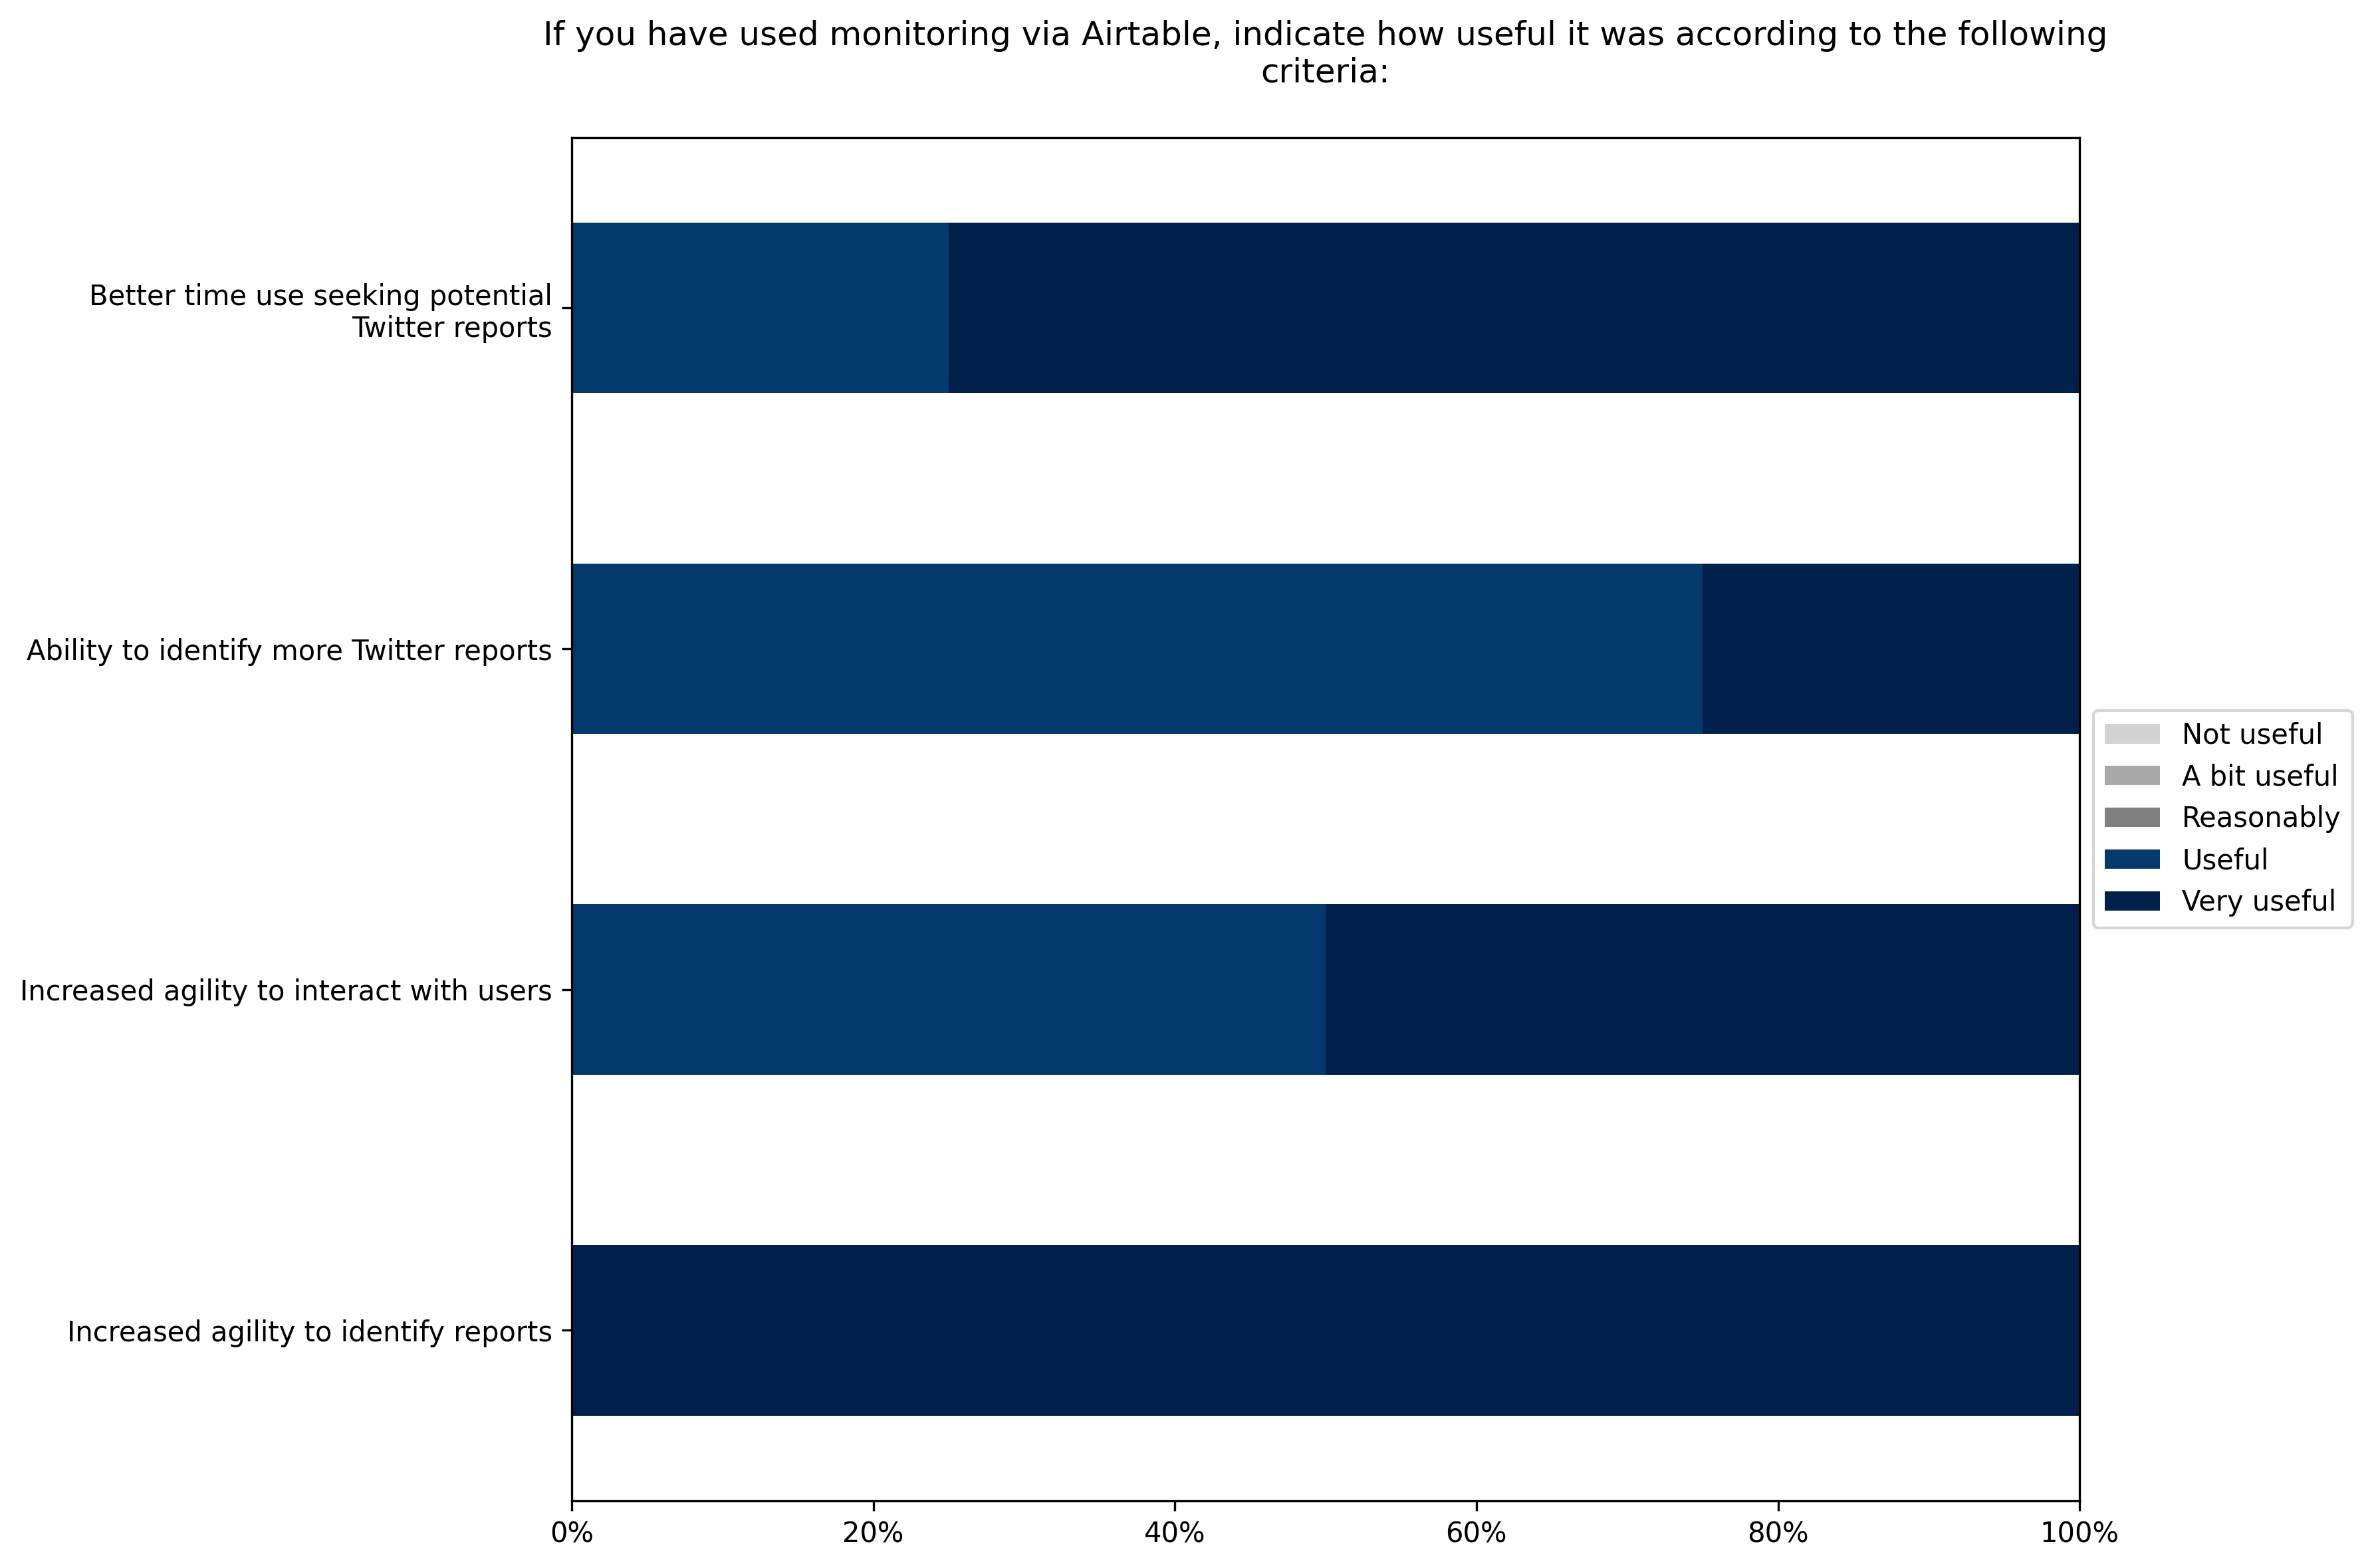 If you have used monitoring via Airtable, indicate how useful it was according to the following
criteria:
Better time use seeking potential
Twitter reports
Ability to identify more Twitter reports
Increased agility to interact with users
Increased agility to identify reports
0%
20%
40%
60%
80%
100%
Not useful
A bit useful
Reasonably
Useful
Very useful